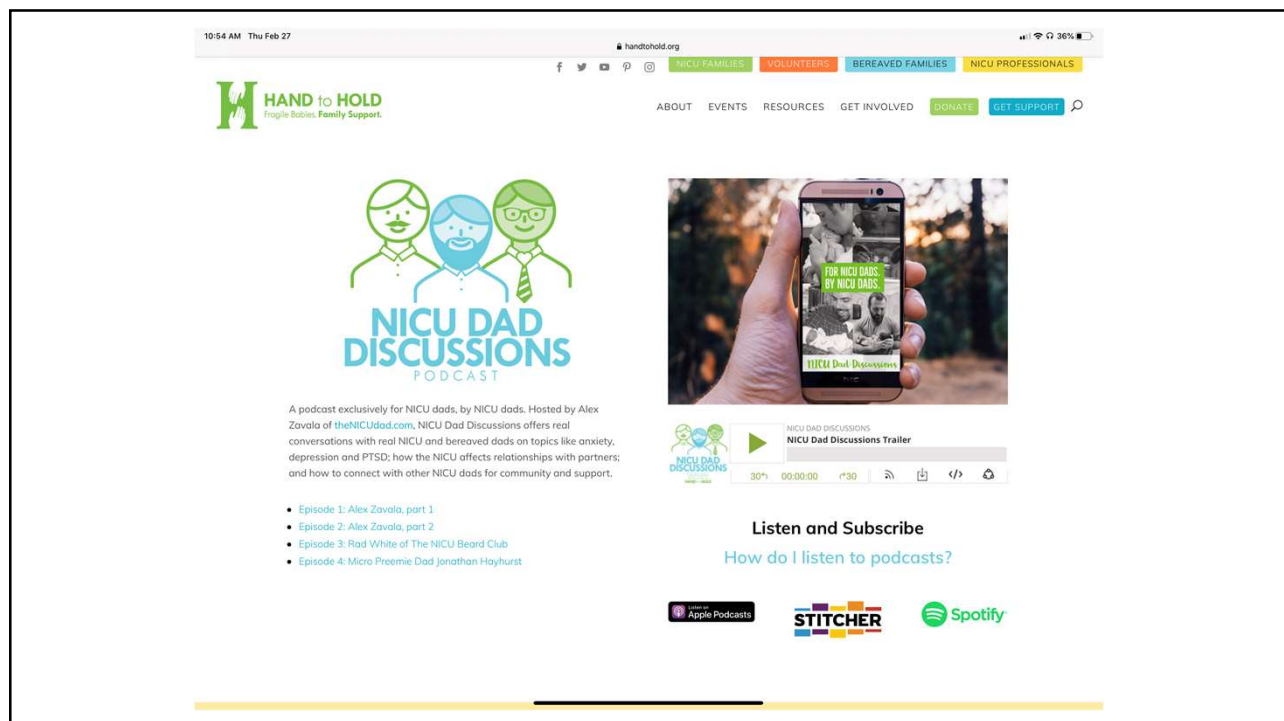 10:54 AM Thu Feb 27
36%
handtohold.org
NICU FAMILIES
VOLUNTEERS
BEREAVED FAMILIES
NICU PROFESSIONALS
HAND to HOLD
Fragile Babies. Family Support.
ABOUT
EVENTS
RESOURCES
GET INVOLVED
DONATE
GET SUPPORT
NICU DAD
DISCUSSIONS
PODCAST
A podcast exclusively for NICU dads, by NICU dads. Hosted by Alex
Zavala of theNICUdad.com, NICU Dad Discussions offers real
conversations with real NICU and bereaved dads on topics like anxiety,
depression and PTSD; how the NICU affects relationships with partners;
and how to connect with other NICU dads for community and support.
Episode 1: Alex Zavala, part 1
Episode 2: Alex Zavala, part 2
Episode 3: Rad White of The NICU Beard Club
Episode 4: Micro Preemie Dad Jonathan Hayhurst
FOR NICU DADS.
BY NICU DADS.
NICU Dad Discussions
NICU DAD
DISCUSSIONS
NICU DAD DISCUSSIONS
NICU Dad Discussions Trailer
30
00:00:00
30
Listen and Subscribe
How do I listen to podcasts?
Listen on
Apple Podcasts
STITCHER
Spotify